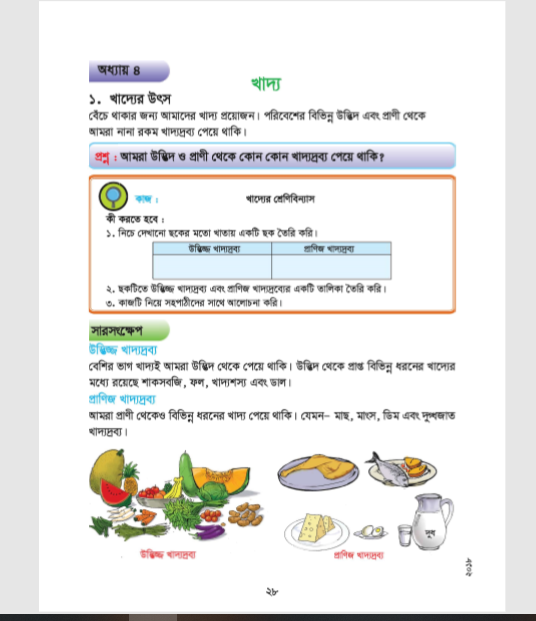 অধ্যায় ৪
খাদ্য
১. খাদ্যের উৎস
বেঁচে থাকার জন্য আমাদের খাদ্য প্রয়োজন। পরিবেশের বিভিন্ন উদ্ভিদ এবং প্রাণী থেকে
আমরা নানা রকম খাদ্যদ্রব্য পেয়ে থাকি।
প্রশ্ন : আমরা উদ্ভিদ ও প্রাণী থেকে কোন কোন খাদ্যদ্রব্য পেয়ে থাকি?
কাজ : খাদ্যের শ্রেণিবিন্যাস
কী করতে হবে :
১. নিচে দেখানো ছকের মতো খাতায় একটি ছক তৈরি করি।
উদ্ভিজ্জ খাদ্যদ্রব্য প্রাণিজ খাদ্যদ্রব্য
২. ছকটিতে উদ্ভিজ্জ খাদ্যদ্রব্য এবং প্রাণিজ খাদ্যদ্রব্যের একটি তালিকা তৈরি করি।
৩. কাজটি নিয়ে সহপাঠীদের সাথে আলোচনা করি।
সারসংক্ষেপ
উদ্ভিজ্জ খাদ্যদ্রব্য
বেশির ভাগ খাদ্যই আমরা উদ্ভিদ থেকে পেয়ে থাকি। উদ্ভিদ থেকে প্রাপ্ত বিভিন্ন ধরনের খাদ্যের
মধ্যে রয়েছে শাকসবজি, ফল, খাদ্যশস্য এবং ডাল।
প্রাণিজ খাদ্যদ্রব্য
আমরা প্রাণী থেকেও বিভিন্ন ধরনের খাদ্য পেয়ে থাকি। যেমন– মাছ, মাংস, ডিম এবং দুগ্ধজাত
খাদ্যদ্রব্য।
দুধ
উদ্ভিজ্জ খাদ্যদ্রব্য প্রাণিজ খাদ্যদ্রব্য
২০১৮
২৮